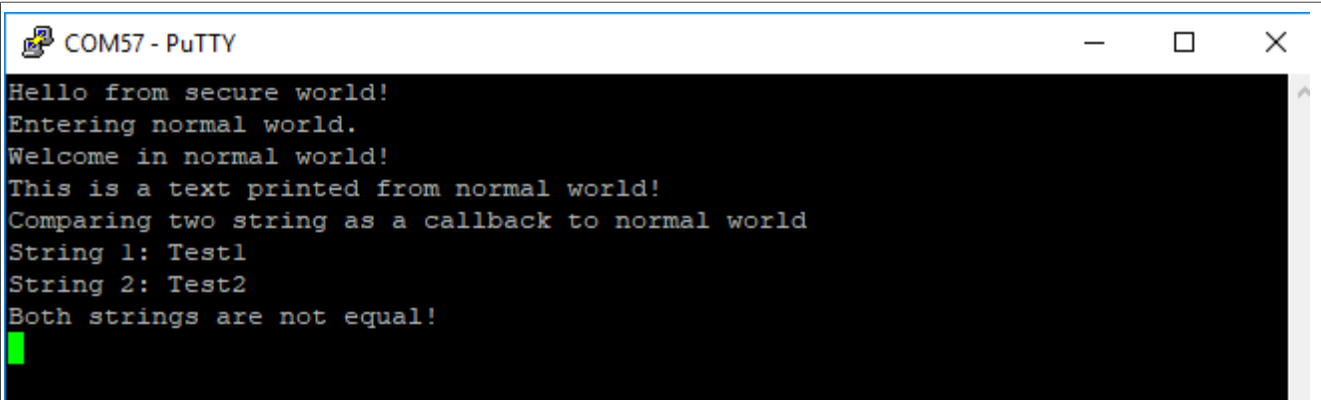 COM57 - PuTTY
Hello from secure world!
Entering normal world.
Welcome in normal world!
This is a text printed from normal world!
Comparing two string as a callback to normal world
String 1: Test1
String 2: Test2
Both strings are not equal!